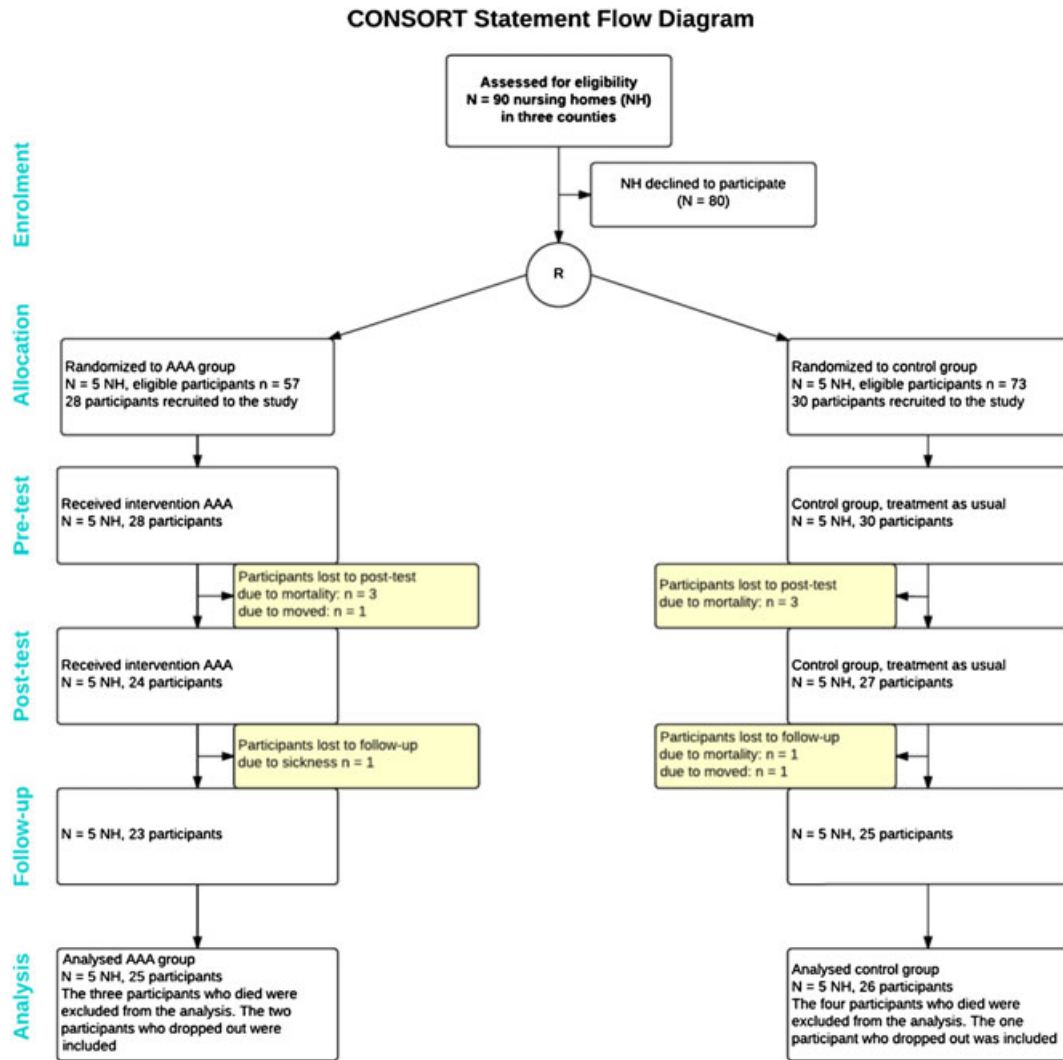 CONSORT Statement Flow Diagram
Enrolment
Assessed for eligibility
N = 90 nursing homes (NH)
in three counties
NH declined to participate
(N = 80)
R
Allocation
Randomized to AAA group
N = 5 NH, eligible participants n = 57
28 participants recruited to the study
Randomized to control group
N = 5 NH, eligible participants n = 73
30 participants recruited to the study
Pre-test
Received intervention AAA
N = 5 NH, 28 participants
Control group, treatment as usual
N = 5 NH, 30 participants
Participants lost to post-test
due to mortality: n = 3
due to moved: n = 1
Participants lost to post-test
due to mortality: n = 3
Post-test
Received intervention AAA
N = 5 NH, 24 participants
Control group, treatment as usual
N = 5 NH, 27 participants
Participants lost to follow-up
due to sickness n = 1
Participants lost to follow-up
due to mortality: n = 1
due to moved: n = 1
Follow-up
N = 5 NH, 23 participants
N = 5 NH, 25 participants
Analysis
Analysed AAA group
N = 5 NH, 25 participants
The three participants who died were
excluded from the analysis. The two
participants who dropped out were
included
Analysed control group
N = 5 NH, 26 participants
The four participants who died were
excluded from the analysis. The one
participant who dropped out was included